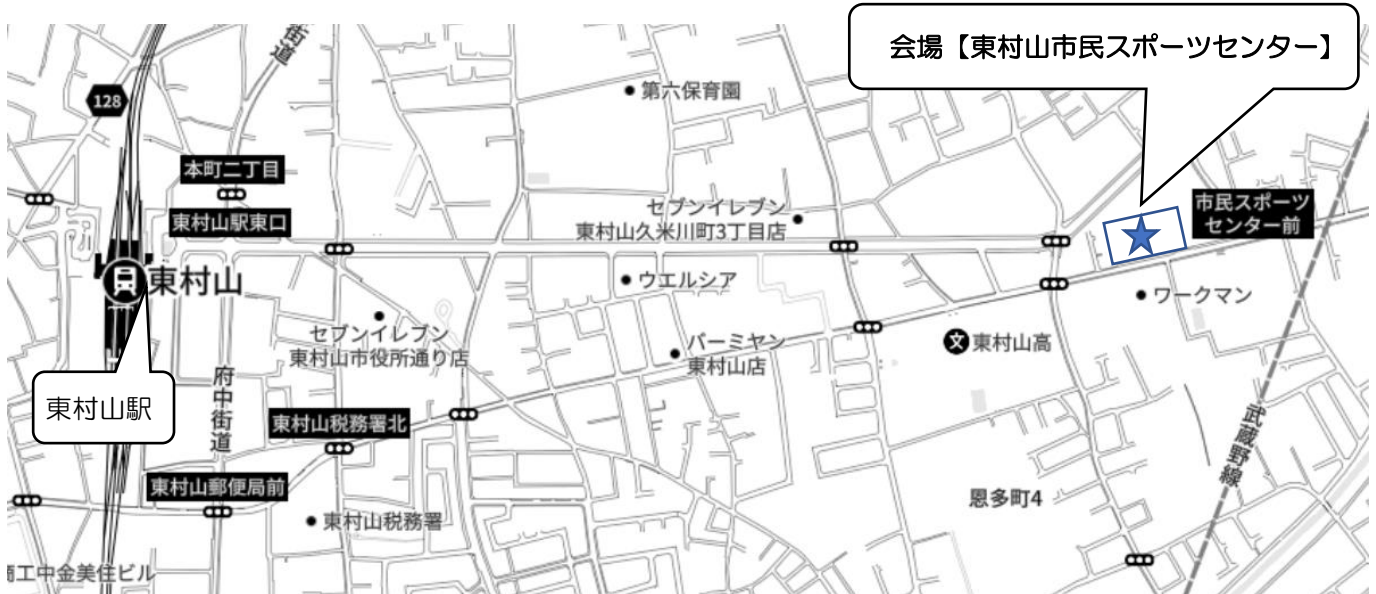 会場【東村山市民スポーツセンター】
街道
128
第六保育園
本町二丁目
東村山駅東口
セブンイレブン
東村山久米川町3丁目店
市民スポーツ
センター前
東村山
ウエルシア
ワークマン
セブンイレブン
東村山市役所通り店
バーミヤン
東村山店
文
東村山高
東村山駅
府中街道
東村山税務署北
武蔵野線
東村山郵便局前
恩多町4
東村山税務署
商工中金美住ビル